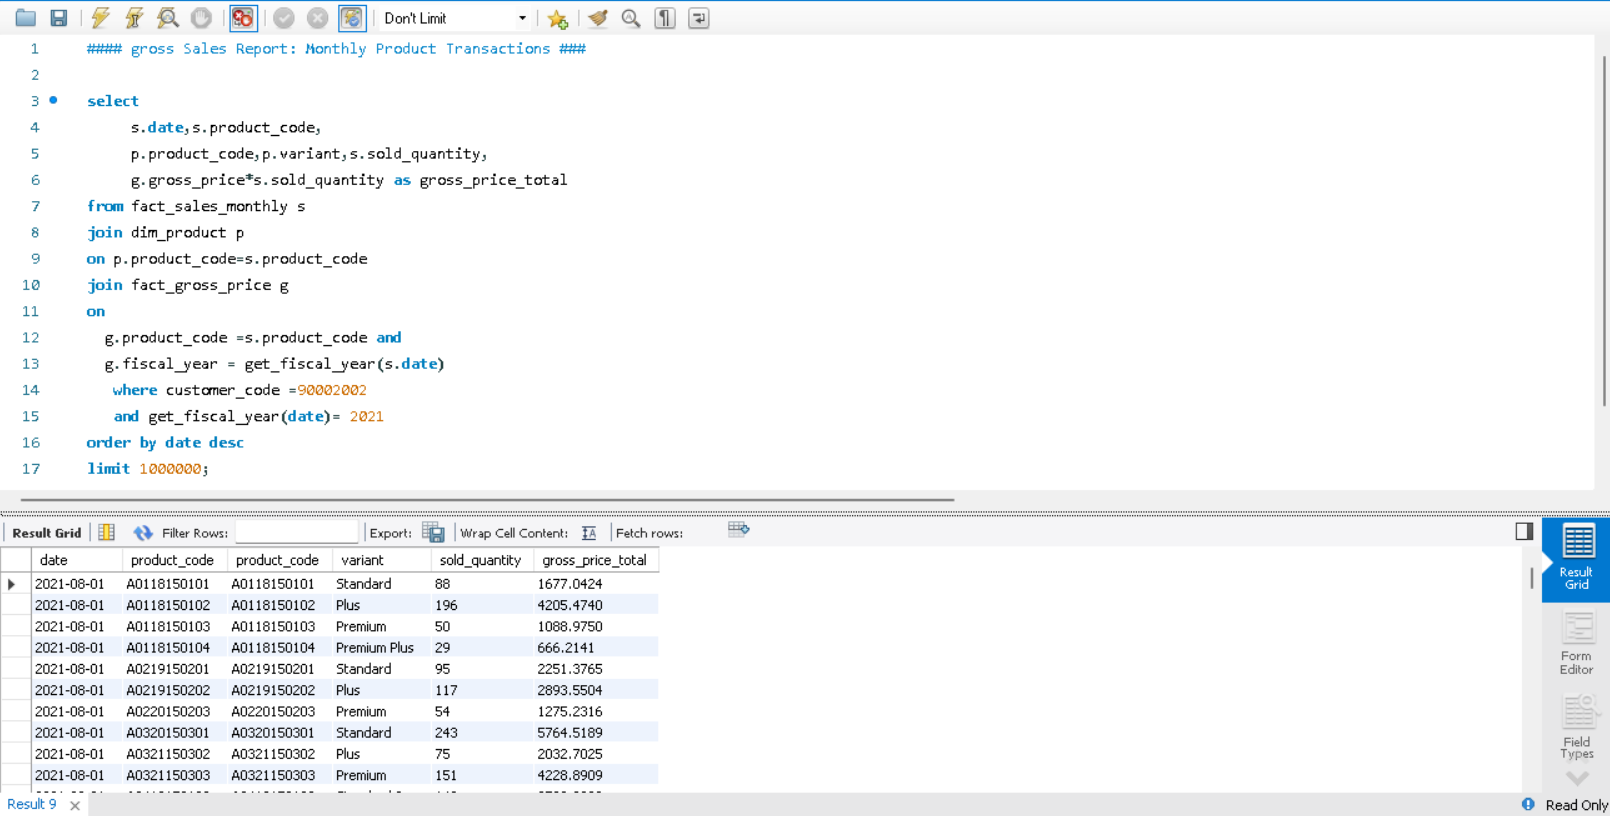 Don't Limit
1 #### gross Sales Report: Monthly Product Transactions ###
2
3 select
4 s.date,s.product_code,
5 p.product_code,p.variant,s.sold_quantity,
6 g.gross_price*s.sold_quantity as gross_price_total
7 from fact_sales_monthly s
8 join dim_product p
9 on p.product_code=s.product_code
10 join fact_gross_price g
11 on
12 g.product_code =s.product_code and
13 g.fiscal_year = get_fiscal_year(s.date)
14 where customer_code =90002002
15 and get_fiscal_year(date)= 2021
16 order by date desc
17 limit 1000000;
Result Grid Filter Rows: Export: Wrap Cell Content: Fetch rows:
date product_code product_code variant sold_quantity gross_price_total
2021-08-01 A0118150101 A0118150101 Standard 88 1677.0424
2021-08-01 A0118150102 A0118150102 Plus 196 4205.4740
2021-08-01 A0118150103 A0118150103 Premium 50 1088.9750
2021-08-01 A0118150104 A0118150104 Premium Plus 29 666.2141
2021-08-01 A0219150201 A0219150201 Standard 95 2251.3765
2021-08-01 A0219150202 A0219150202 Plus 117 2893.5504
2021-08-01 A0220150203 A0220150203 Premium 54 1275.2316
2021-08-01 A0320150301 A0320150301 Standard 243 5764.5189
2021-08-01 A0321150302 A0321150302 Plus 75 2032.7025
2021-08-01 A0321150303 A0321150303 Premium 151 4228.8909
Result
Grid
Form
Editor
Field
Types
Result 9
Read Only